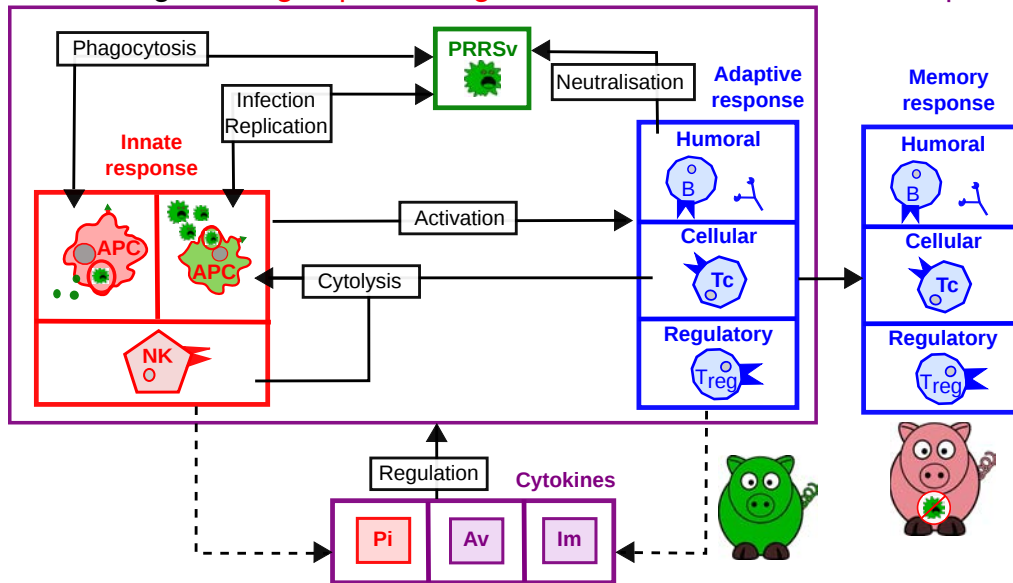 Phagocytosis
PRRSv
Neutralisation
Adaptive
response
Memory
response
Infection
Replication
Innate
response
Humoral
B
Humoral
B
APC
APC
Activation
Cellular
Tc
Cellular
Tc
Cytolysis
NK
Regulatory
Treg
Regulatory
Treg
Regulation
Cytokines
Pi
Av
Im